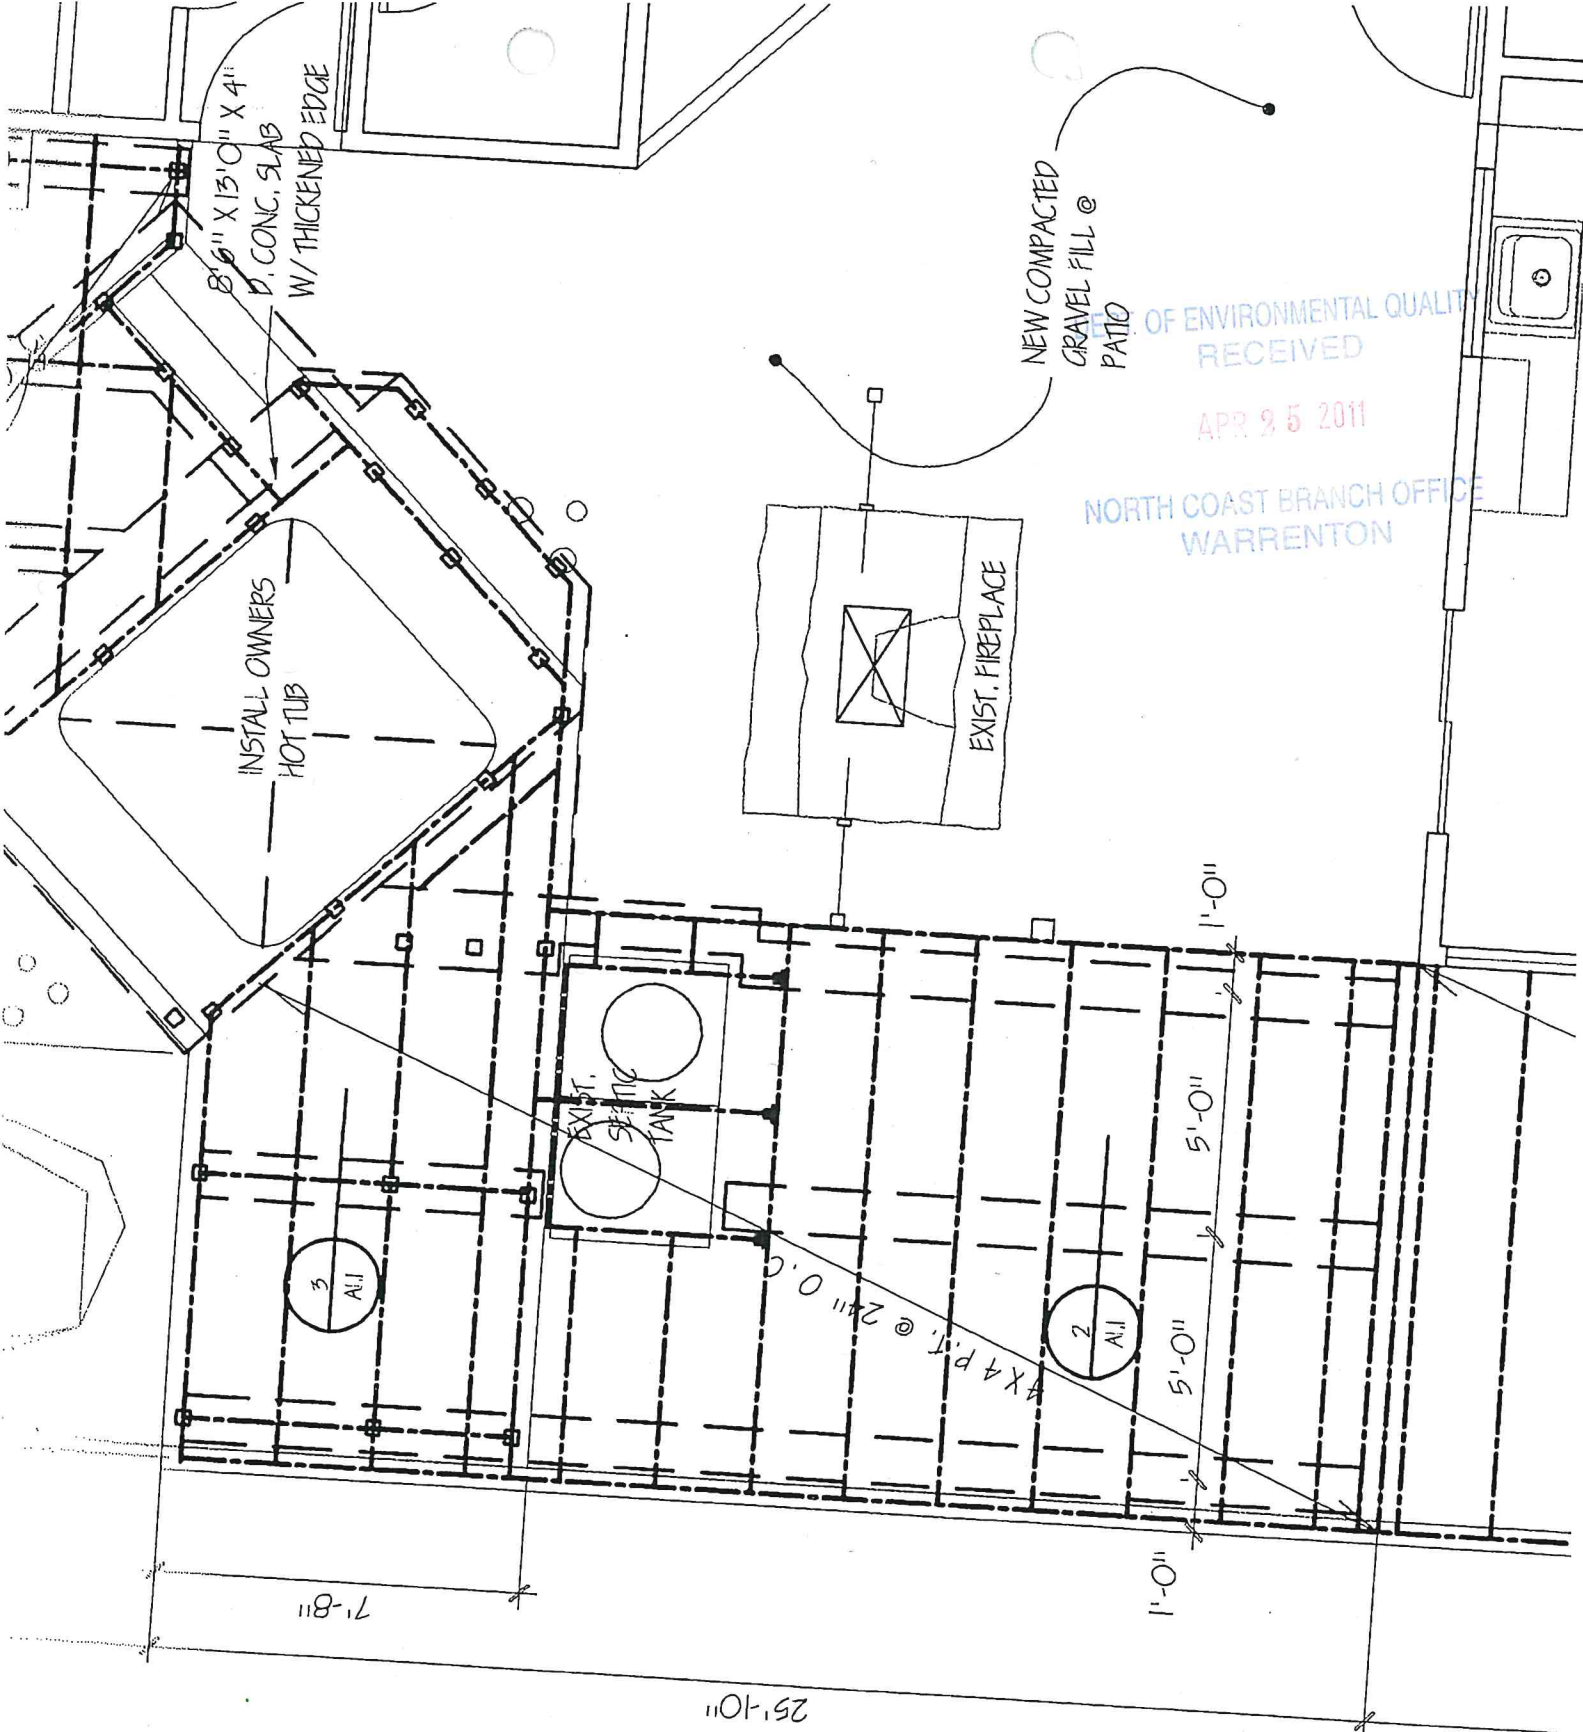 8'6" X 13'0" X 4"
D. CONC. SLAB
W/ THICKENED EDGE
NEW COMPACTED
GRAVEL FILL @
PATIO
DEPT. OF ENVIRONMENTAL QUALITY
RECEIVED
APR 25 2011
NORTH COAST BRANCH OFFICE
WARRENTON
INSTALL OWNERS
HOT TUB
EXIST. FIREPLACE
EXIST.
SEPTIC
TANK
4 X 4 P.T. @ 24" O.C
3
A1.1
2
A1.1
1'-0"
5'-0"
5'-0"
1'-0"
7'-8"
25'-10"